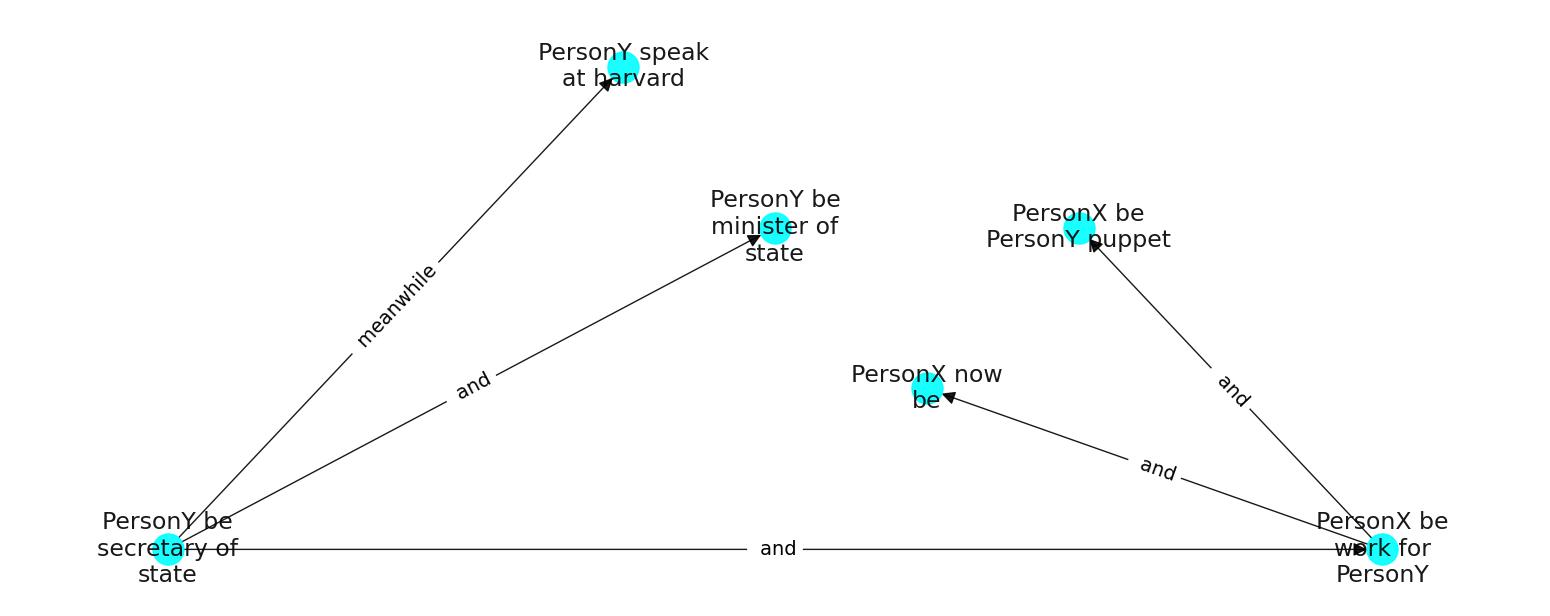 PersonY speak
at harvard
PersonY be
minister of
state
PersonX be
PersonY puppet
meanwhile
and
PersonX now
be
and
and
PersonY be
secretary of
state
and
PersonX be
work for
PersonY